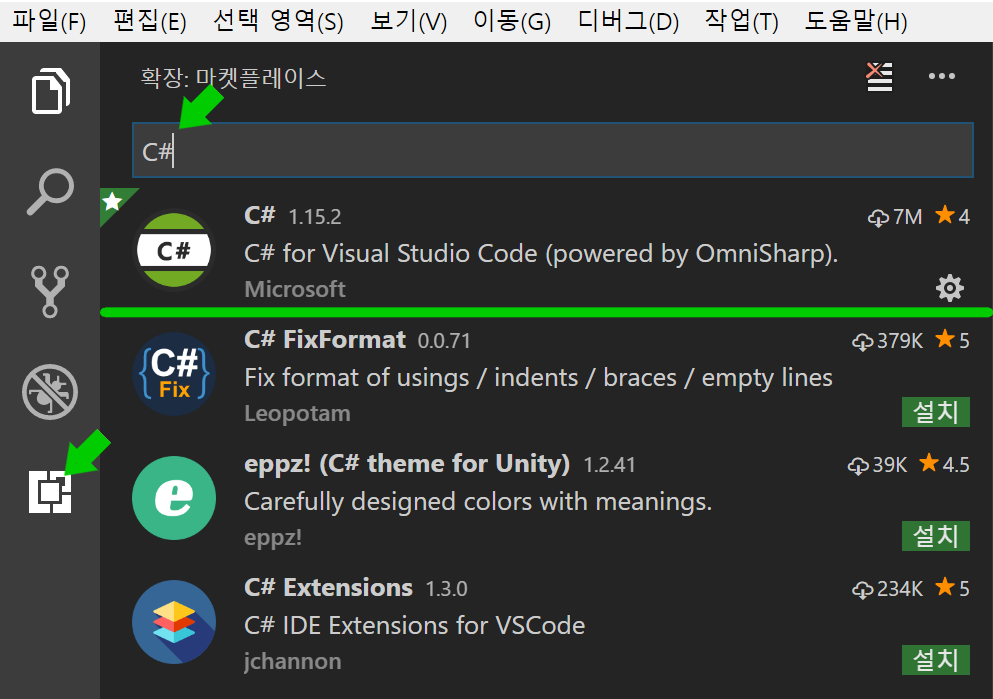 파일(F) 편집(E) 선택 영역(S) 보기(V) 이동(G) 디버그(D) 작업(T) 도움말(H)
확장: 마켓플레이스
C#
C# 1.15.2 7M 4
C#
C# for Visual Studio Code (powered by OmniSharp).
Microsoft
C# FixFormat 0.0.71 379K 5
{C#}
Fix
Fix format of usings / indents / braces / empty lines
Leopotam 설치
eppz! (C# theme for Unity) 1.2.41 39K 4.5
e
Carefully designed colors with meanings.
eppz! 설치
C# Extensions 1.3.0 234K 5
C# IDE Extensions for VSCode
jchannon 설치